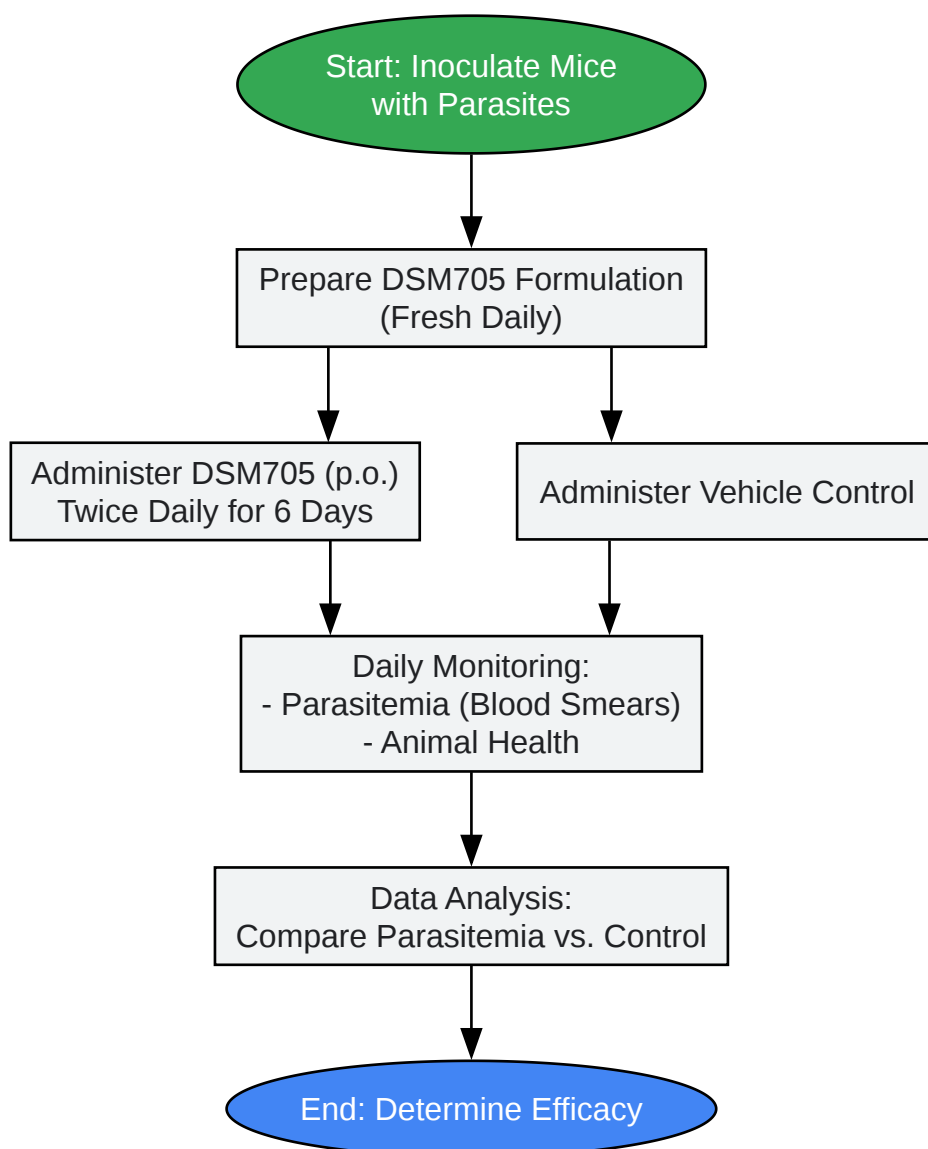 Start: Inoculate Mice
with Parasites
Prepare DSM705 Formulation
(Fresh Daily)
Administer DSM705 (p.o.)
Twice Daily for 6 Days
Administer Vehicle Control
Daily Monitoring:
- Parasitemia (Blood Smears)
- Animal Health
Data Analysis:
Compare Parasitemia vs. Control
End: Determine Efficacy